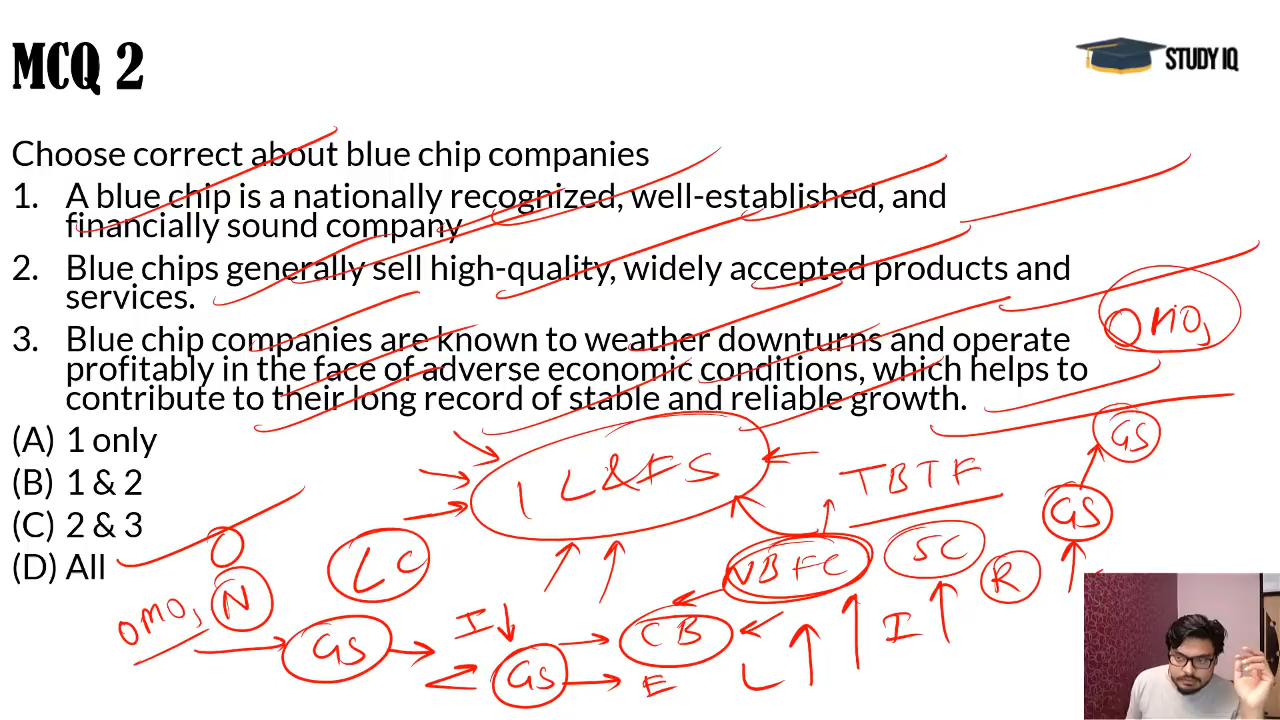 MCQ 2
STUDY IQ
Choose correct about blue chip companies
1. A blue chip is a nationally recognized, well-established, and
financially sound company
2. Blue chips generally sell high-quality, widely accepted products and
services.
3. Blue chip companies are known to weather downturns and operate
profitably in the face of adverse economic conditions, which helps to
contribute to their long record of stable and reliable growth.
OMO,
(A) 1 only
(B) 1 & 2
(C) 2 & 3
(D) All
IL&FS
TBTF
GS
GS
LC
NBFC
SC
R
OMO,
N
GS
I
GS
CB
E
L
I